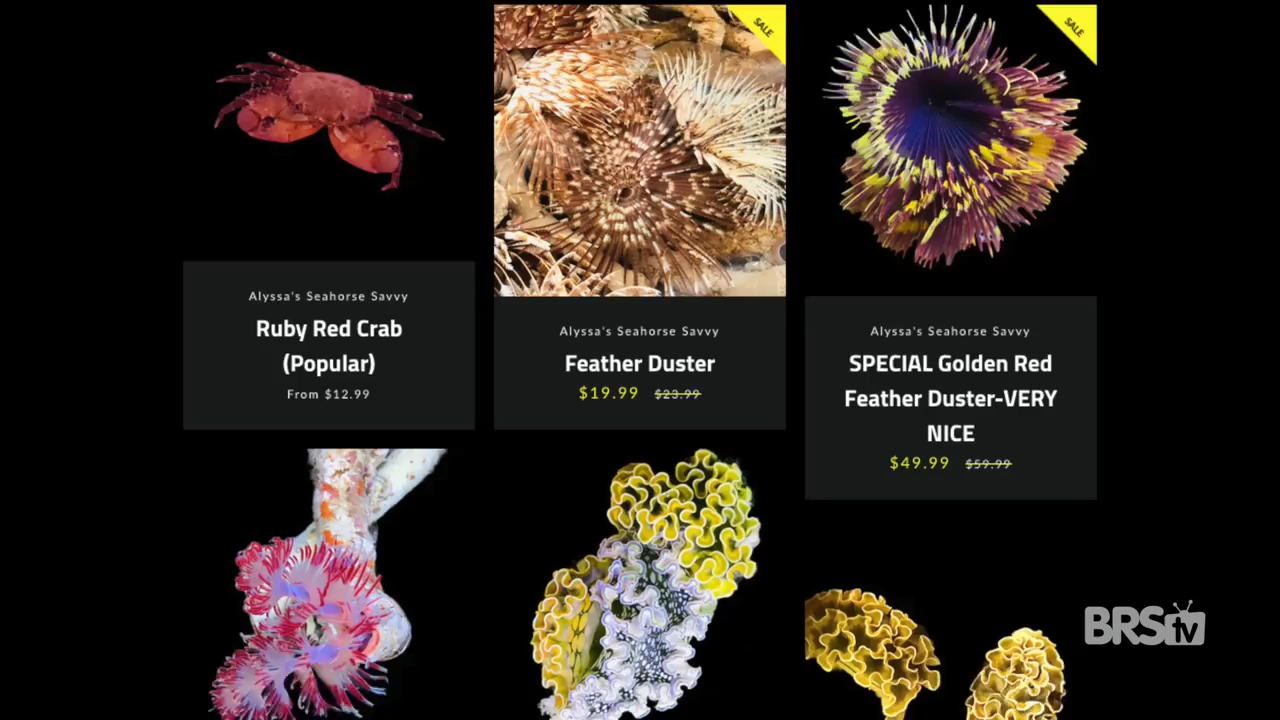 SALE
SALE
Alyssa's Seahorse Savvy
Ruby Red Crab
(Popular)
From $12.99
Alyssa's Seahorse Savvy
Feather Duster
$19.99 $23.99
Alyssa's Seahorse Savvy
SPECIAL Golden Red
Feather Duster-VERY
NICE
$49.99 $59.99
BRStv